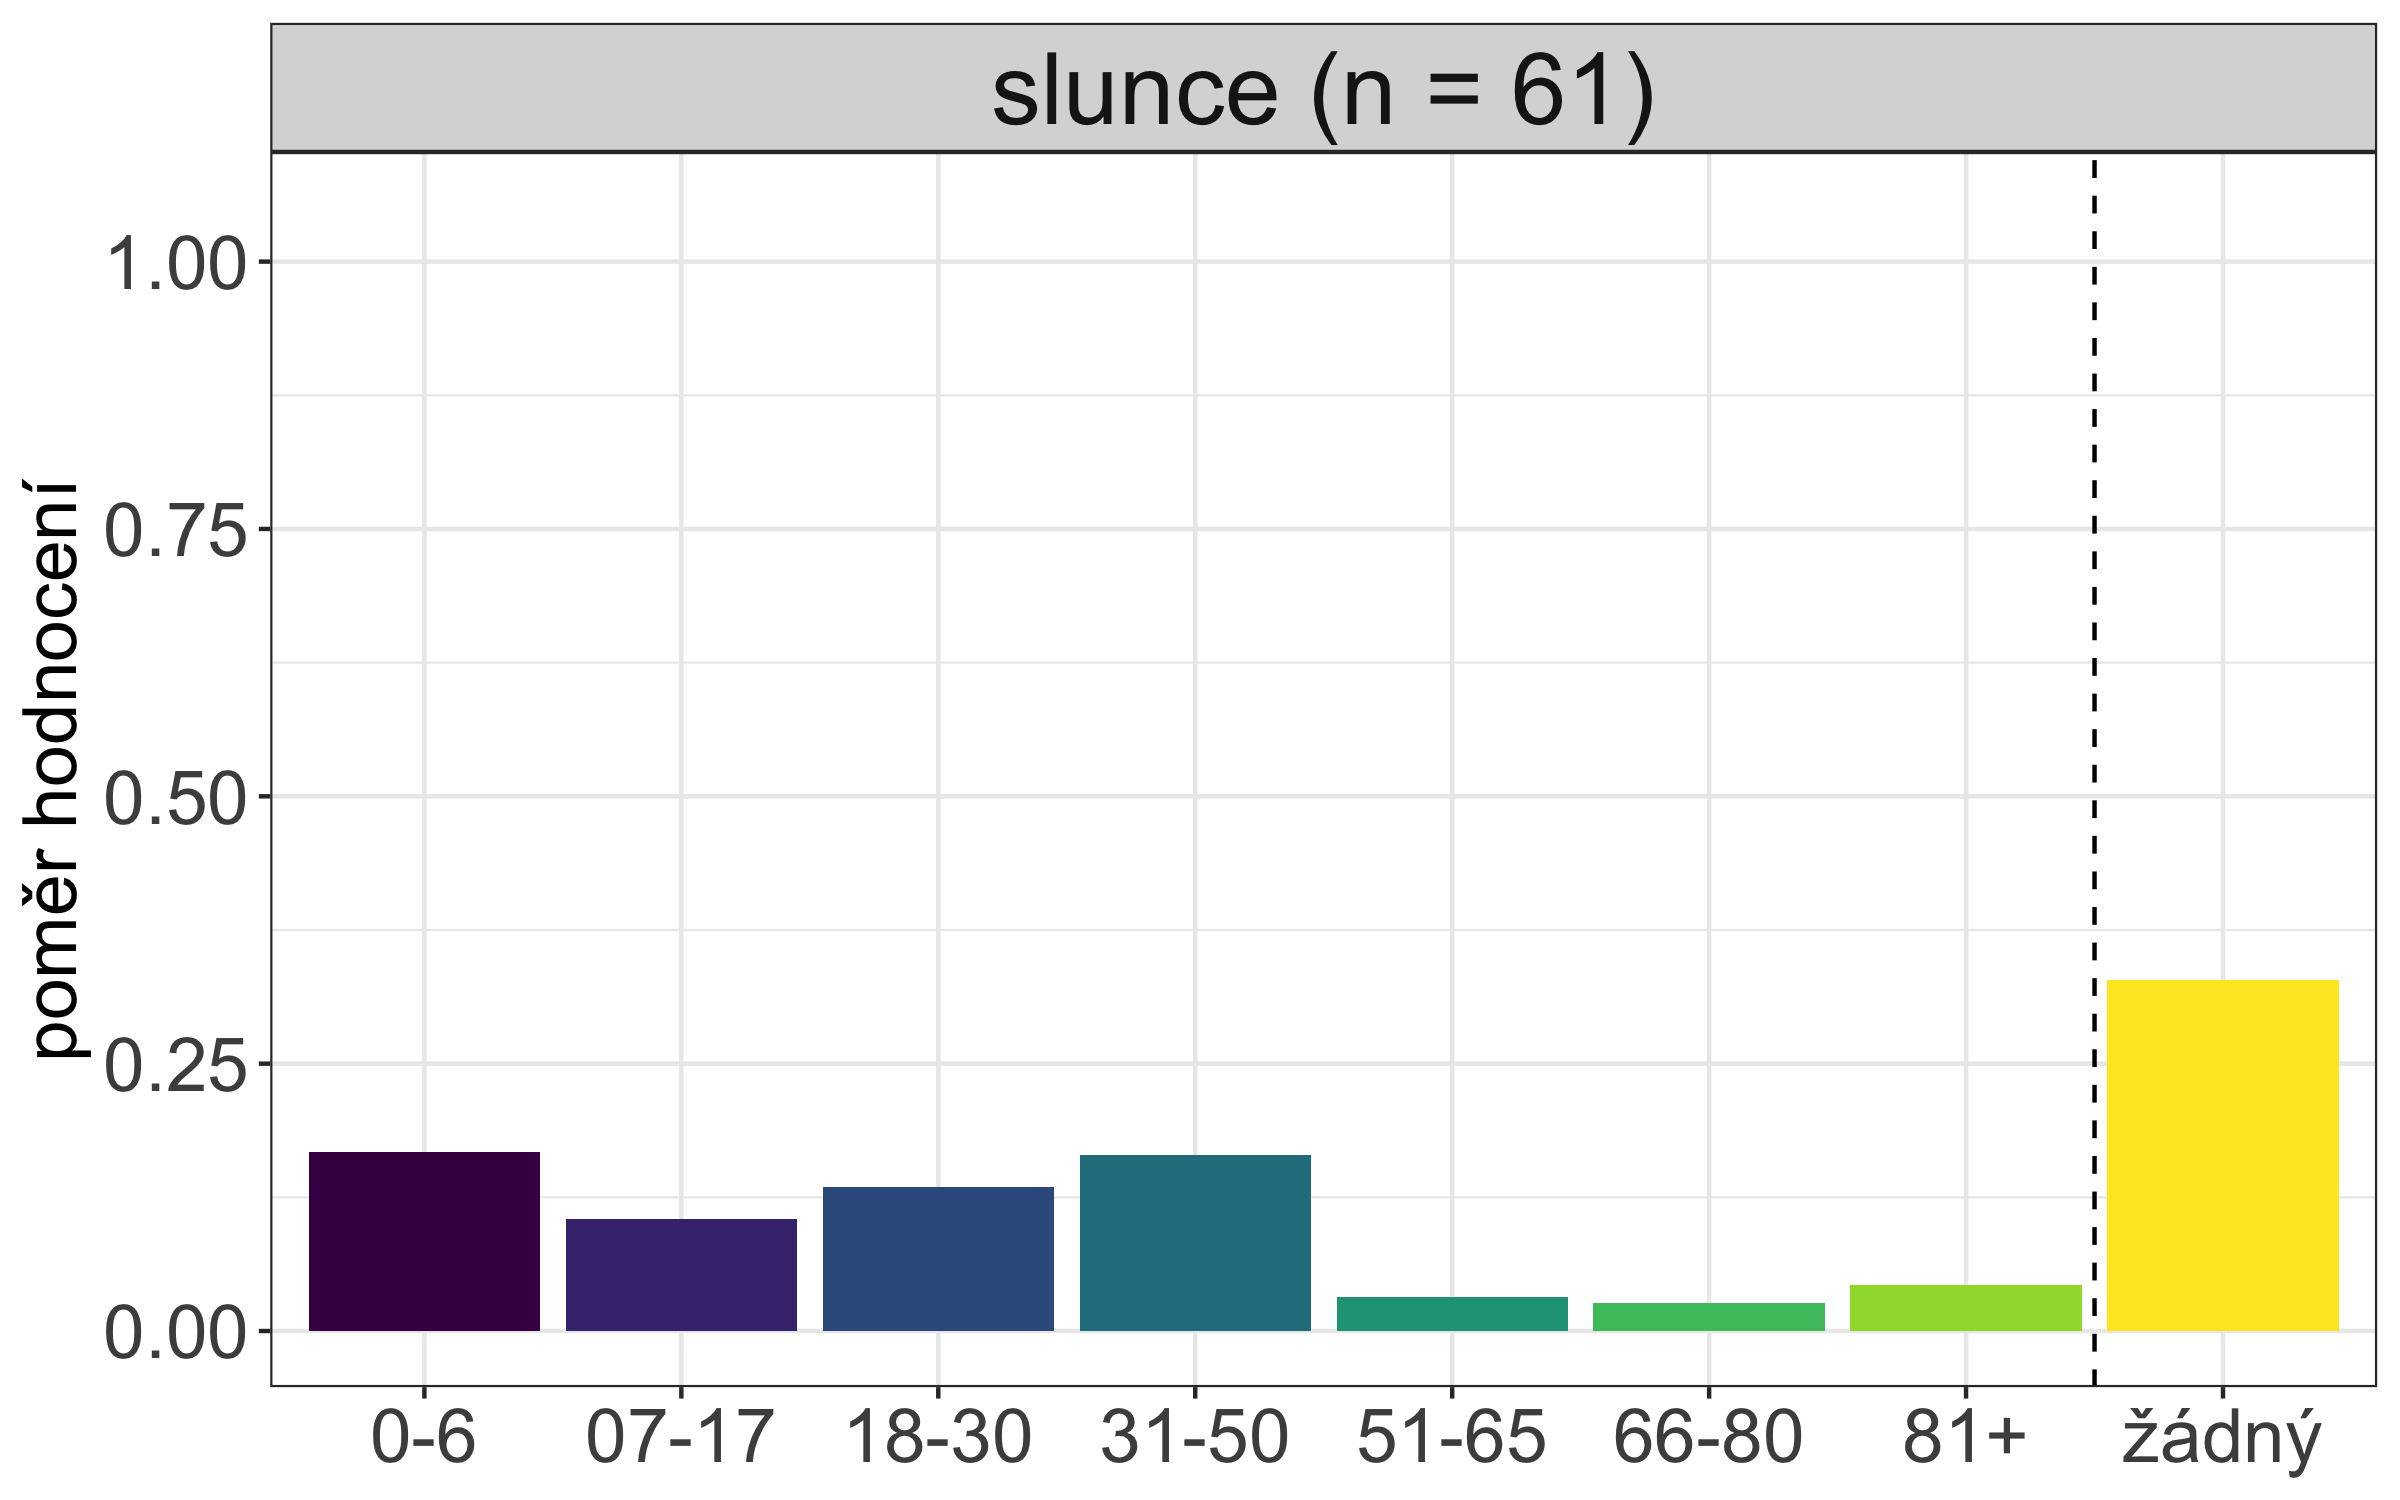 slunce (n = 61)
poměr hodnocení
1.00
0.75
0.50
0.25
0.00
0-6 07-17 18-30 31-50 51-65 66-80 81+ žádný